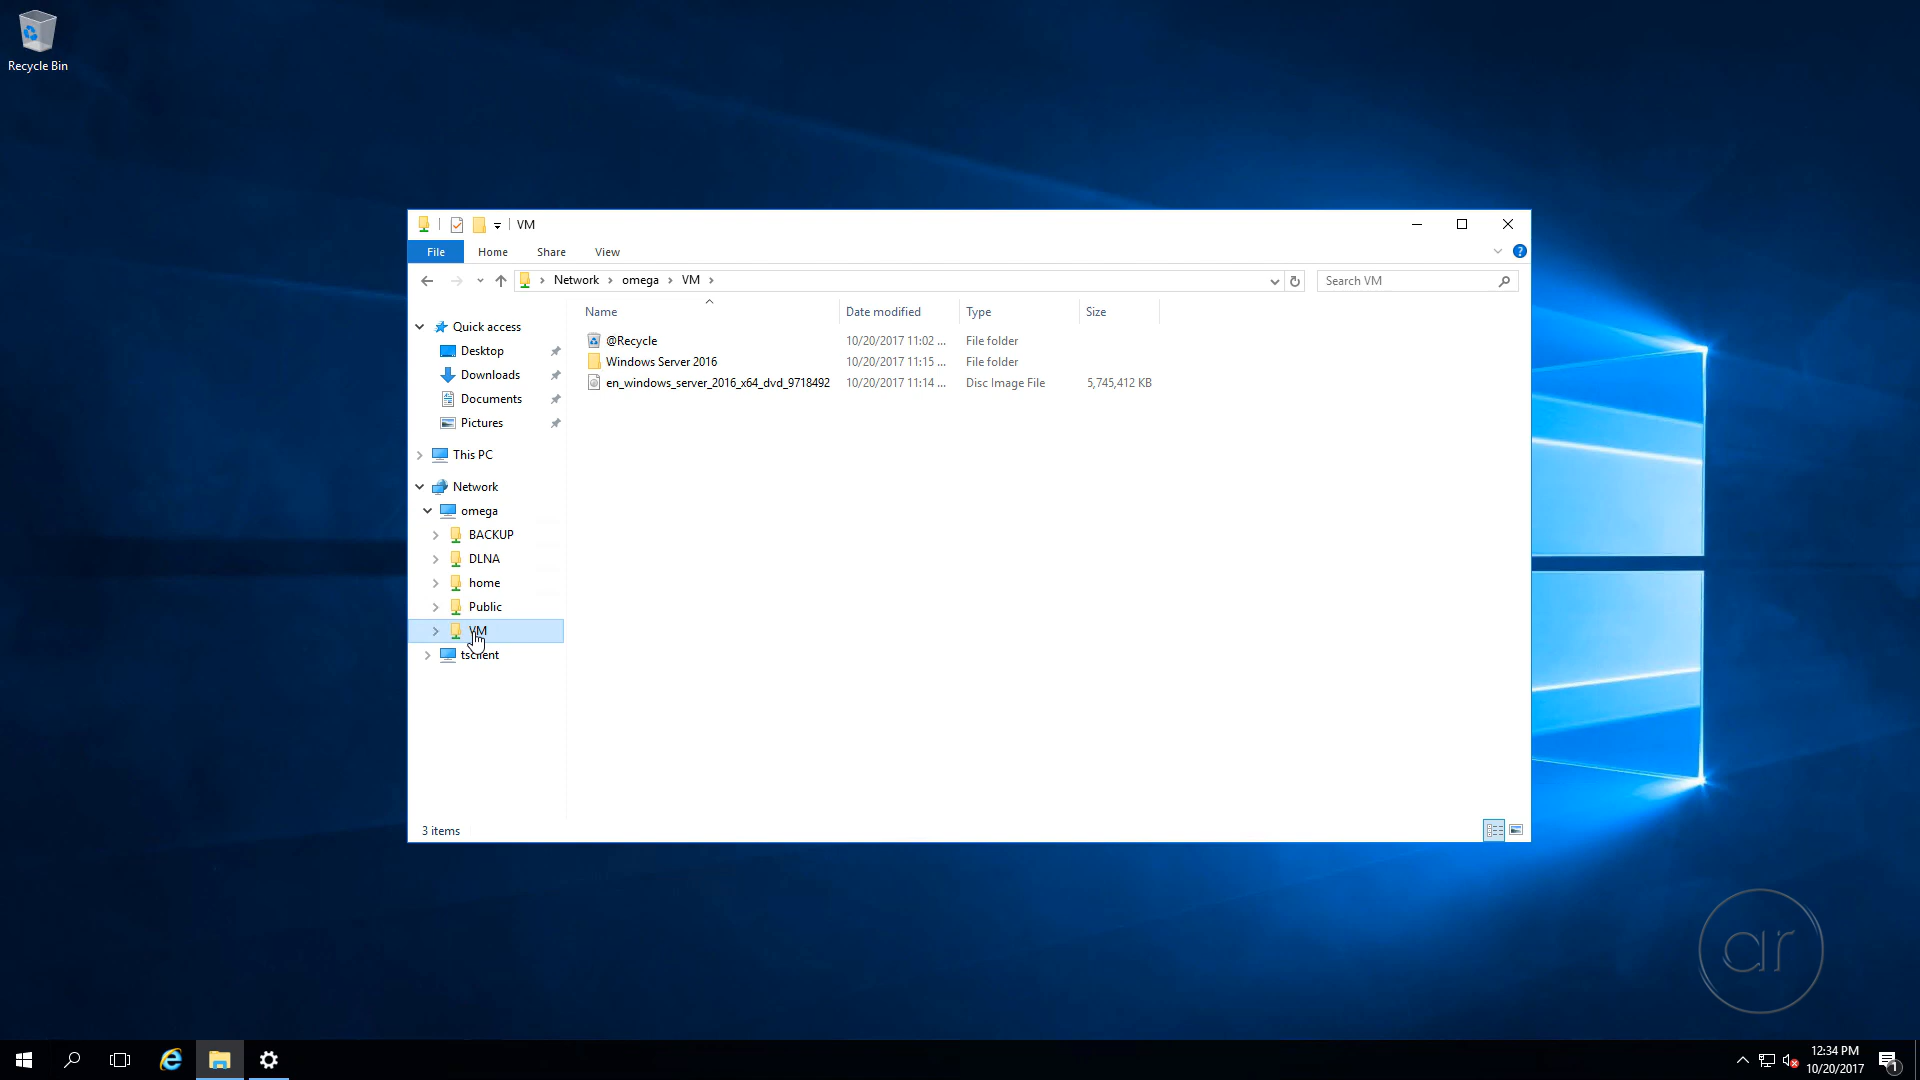 Recycle Bin
VM
File Home Share View
Network omega VM
Search VM
Name Date modified Type Size
Quick access
Desktop
Downloads
Documents
Pictures
This PC
Network
omega
BACKUP
DLNA
home
Public
VM
tsclient
@Recycle 10/20/2017 11:02 ... File folder
Windows Server 2016 10/20/2017 11:15 ... File folder
en_windows_server_2016_x64_dvd_9718492 10/20/2017 11:14 ... Disc Image File 5,745,412 KB
3 items
ar
12:34 PM
10/20/2017
1